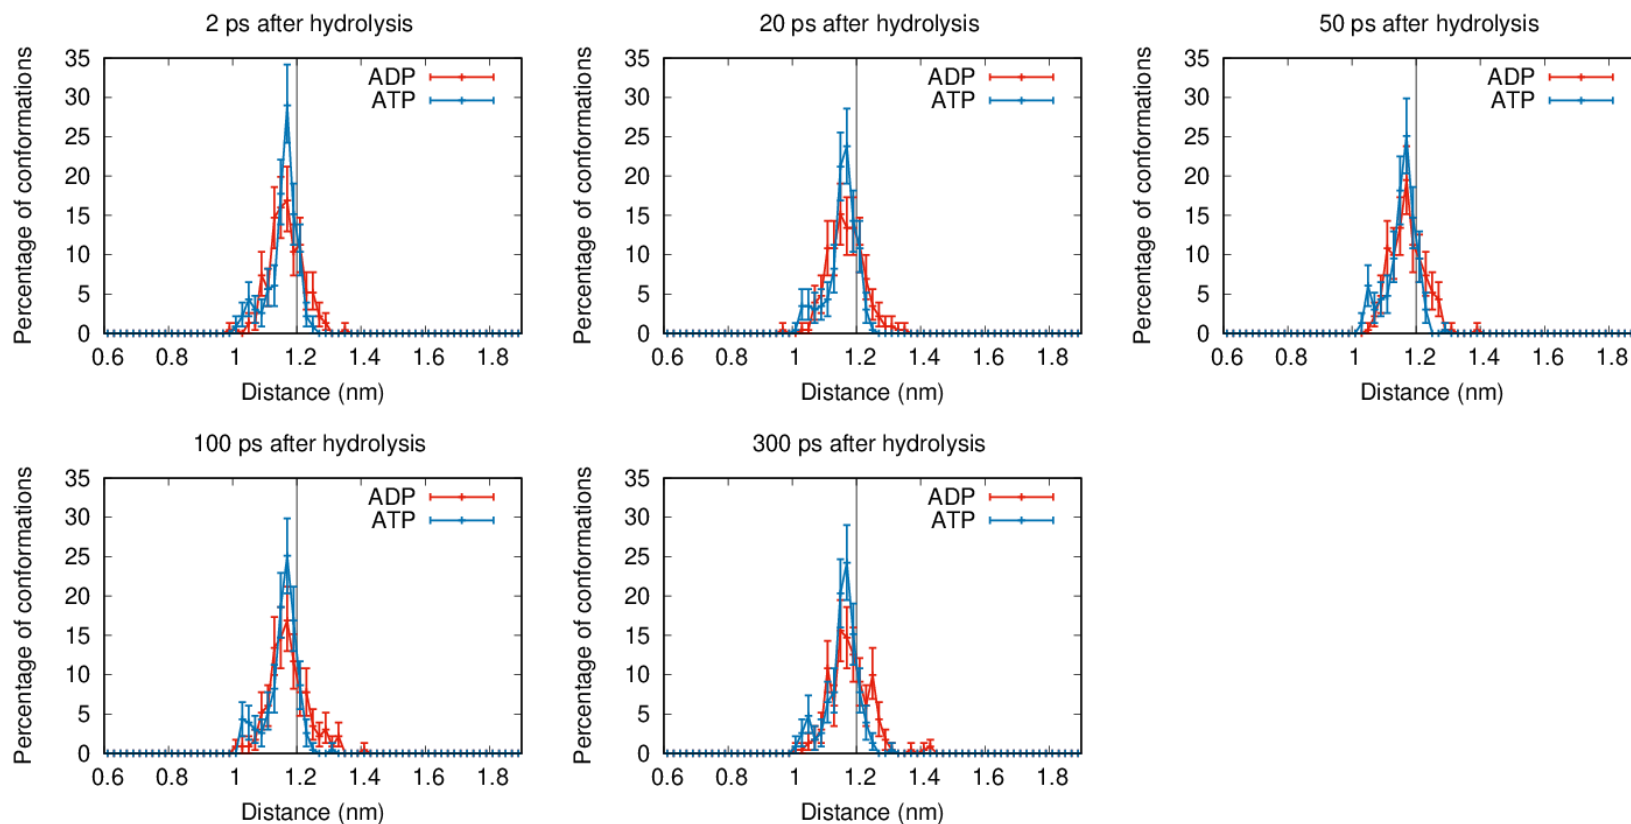 2 ps after hydrolysis
Percentage of conformations
35
30
25
20
15
10
5
0
ADP
ATP
0.6 0.8 1 1.2 1.4 1.6 1.8
Distance (nm)
20 ps after hydrolysis
Percentage of conformations
35
30
25
20
15
10
5
0
ADP
ATP
0.6 0.8 1 1.2 1.4 1.6 1.8
Distance (nm)
50 ps after hydrolysis
Percentage of conformations
35
30
25
20
15
10
5
0
ADP
ATP
0.6 0.8 1 1.2 1.4 1.6 1.8
Distance (nm)
100 ps after hydrolysis
Percentage of conformations
35
30
25
20
15
10
5
0
ADP
ATP
0.6 0.8 1 1.2 1.4 1.6 1.8
Distance (nm)
300 ps after hydrolysis
Percentage of conformations
35
30
25
20
15
10
5
0
ADP
ATP
0.6 0.8 1 1.2 1.4 1.6 1.8
Distance (nm)